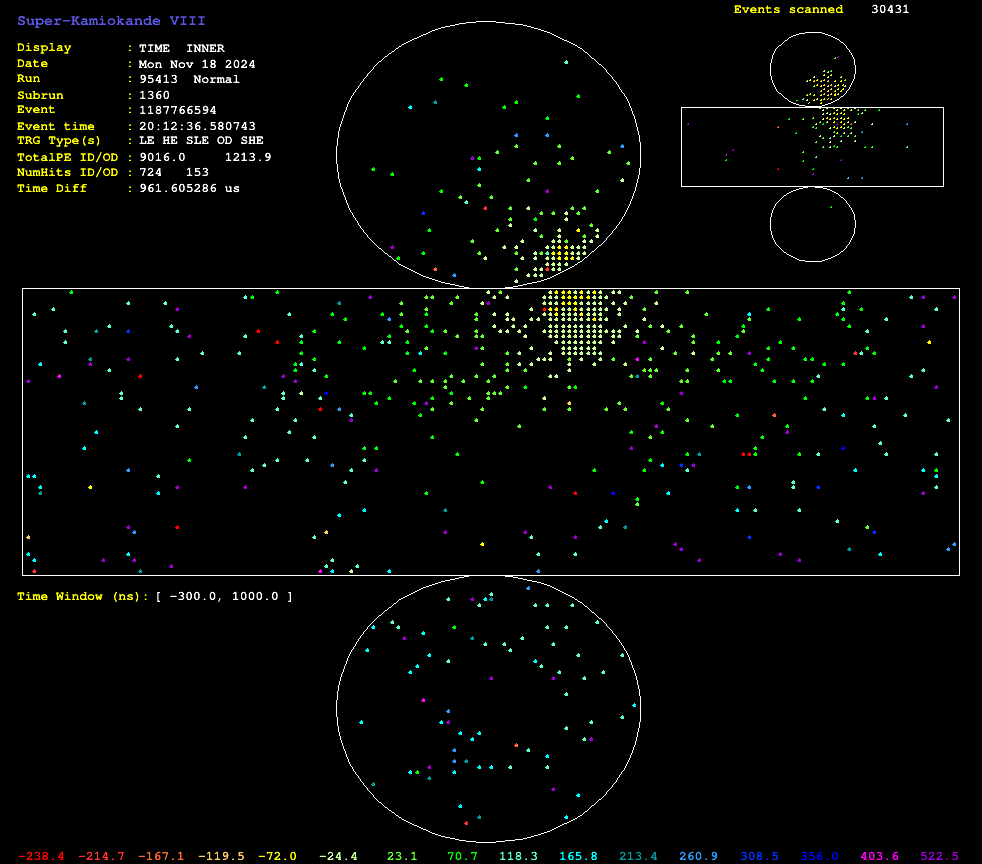 Super-Kamiokande VIII
Events scanned 30431
Display : TIME INNER
Date : Mon Nov 18 2024
Run : 95413 Normal
Subrun : 1360
Event : 1187766594
Event time : 20:12:36.580743
TRG Type(s) : LE HE SLE OD SHE
TotalPE ID/OD : 9016.0 1213.9
NumHits ID/OD : 724 153
Time Diff : 961.605286 us
Time Window (ns): [ -300.0, 1000.0 ]
-238.4 -214.7 -167.1 -119.5 -72.0 -24.4 23.1 70.7 118.3 165.8 213.4 260.9 308.5 356.0 403.6 522.5